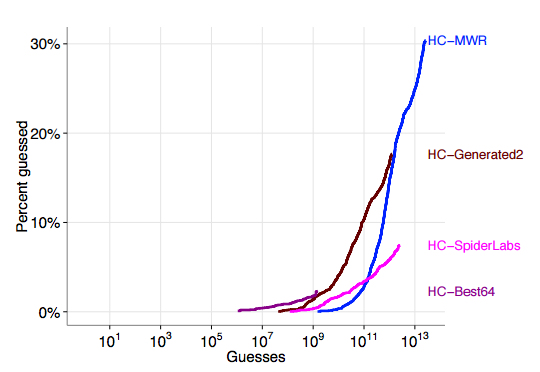 30%
20%
10%
0%
Percent guessed
HC−MWR
HC−Generated2
HC−SpiderLabs
HC−Best64
10^1 10^3 10^5 10^7 10^9 10^11 10^13
Guesses